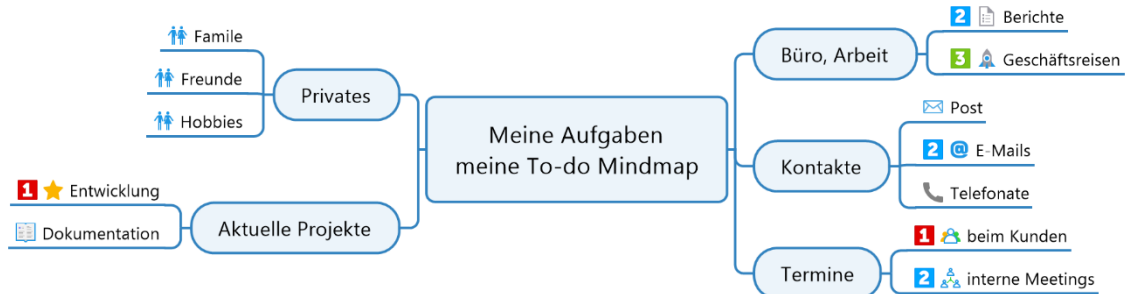 Meine Aufgaben
meine To-do Mindmap
Privates
Famile
Freunde
Hobbies
Aktuelle Projekte
1 Entwicklung
Dokumentation
Büro, Arbeit
2 Berichte
3 Geschäftsreisen
Kontakte
Post
2 @ E-Mails
Telefonate
Termine
1 beim Kunden
2 interne Meetings